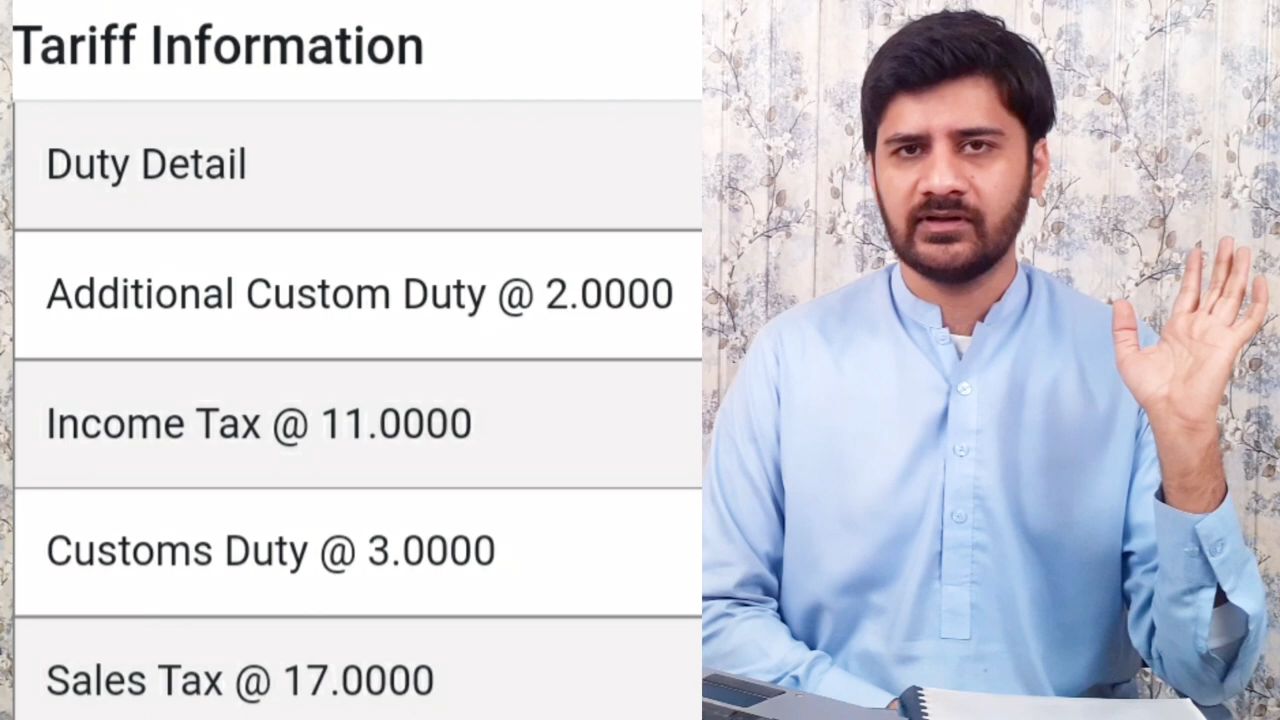 Tariff Information
Duty Detail
Additional Custom Duty @ 2.0000
Income Tax @ 11.0000
Customs Duty @ 3.0000
Sales Tax @ 17.0000